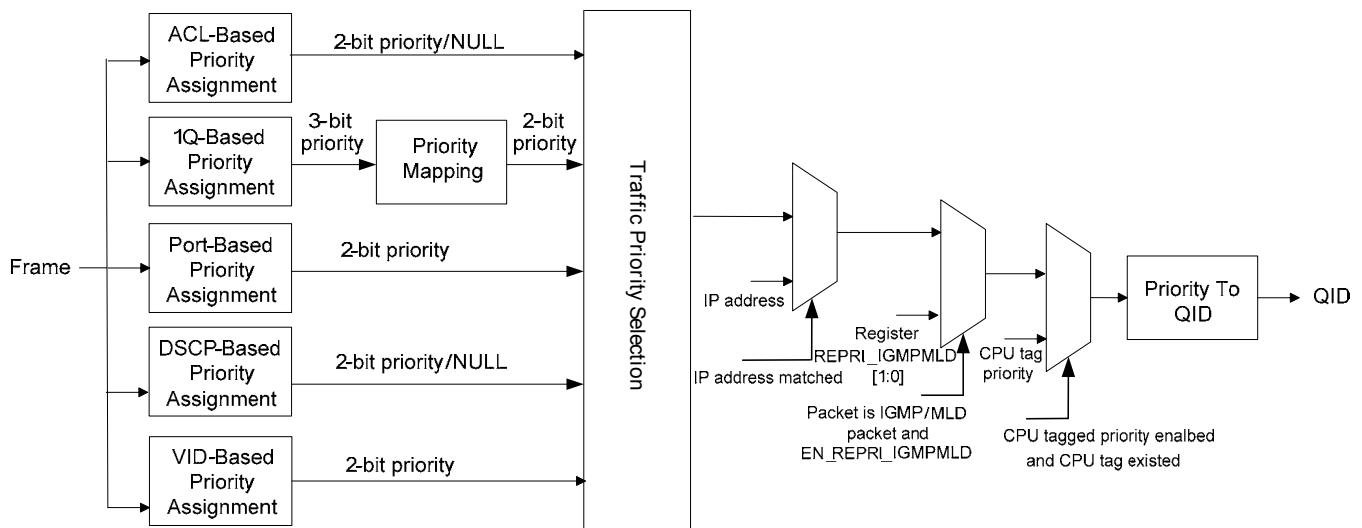 ACL-Based
Priority
Assignment
2-bit priority/NULL
1Q-Based
Priority
Assignment
3-bit
priority
Priority
Mapping
2-bit
priority
Frame
Port-Based
Priority
Assignment
2-bit priority
DSCP-Based
Priority
Assignment
2-bit priority/NULL
VID-Based
Priority
Assignment
2-bit priority
Traffic Priority Selection
IP address
IP address matched
Register
REPRI_IGMPMLD
[1:0]
Packet is IGMP/MLD
packet and
EN_REPRI_IGMPMLD
CPU tag
priority
CPU tagged priority enalbed
and CPU tag existed
Priority To
QID
QID